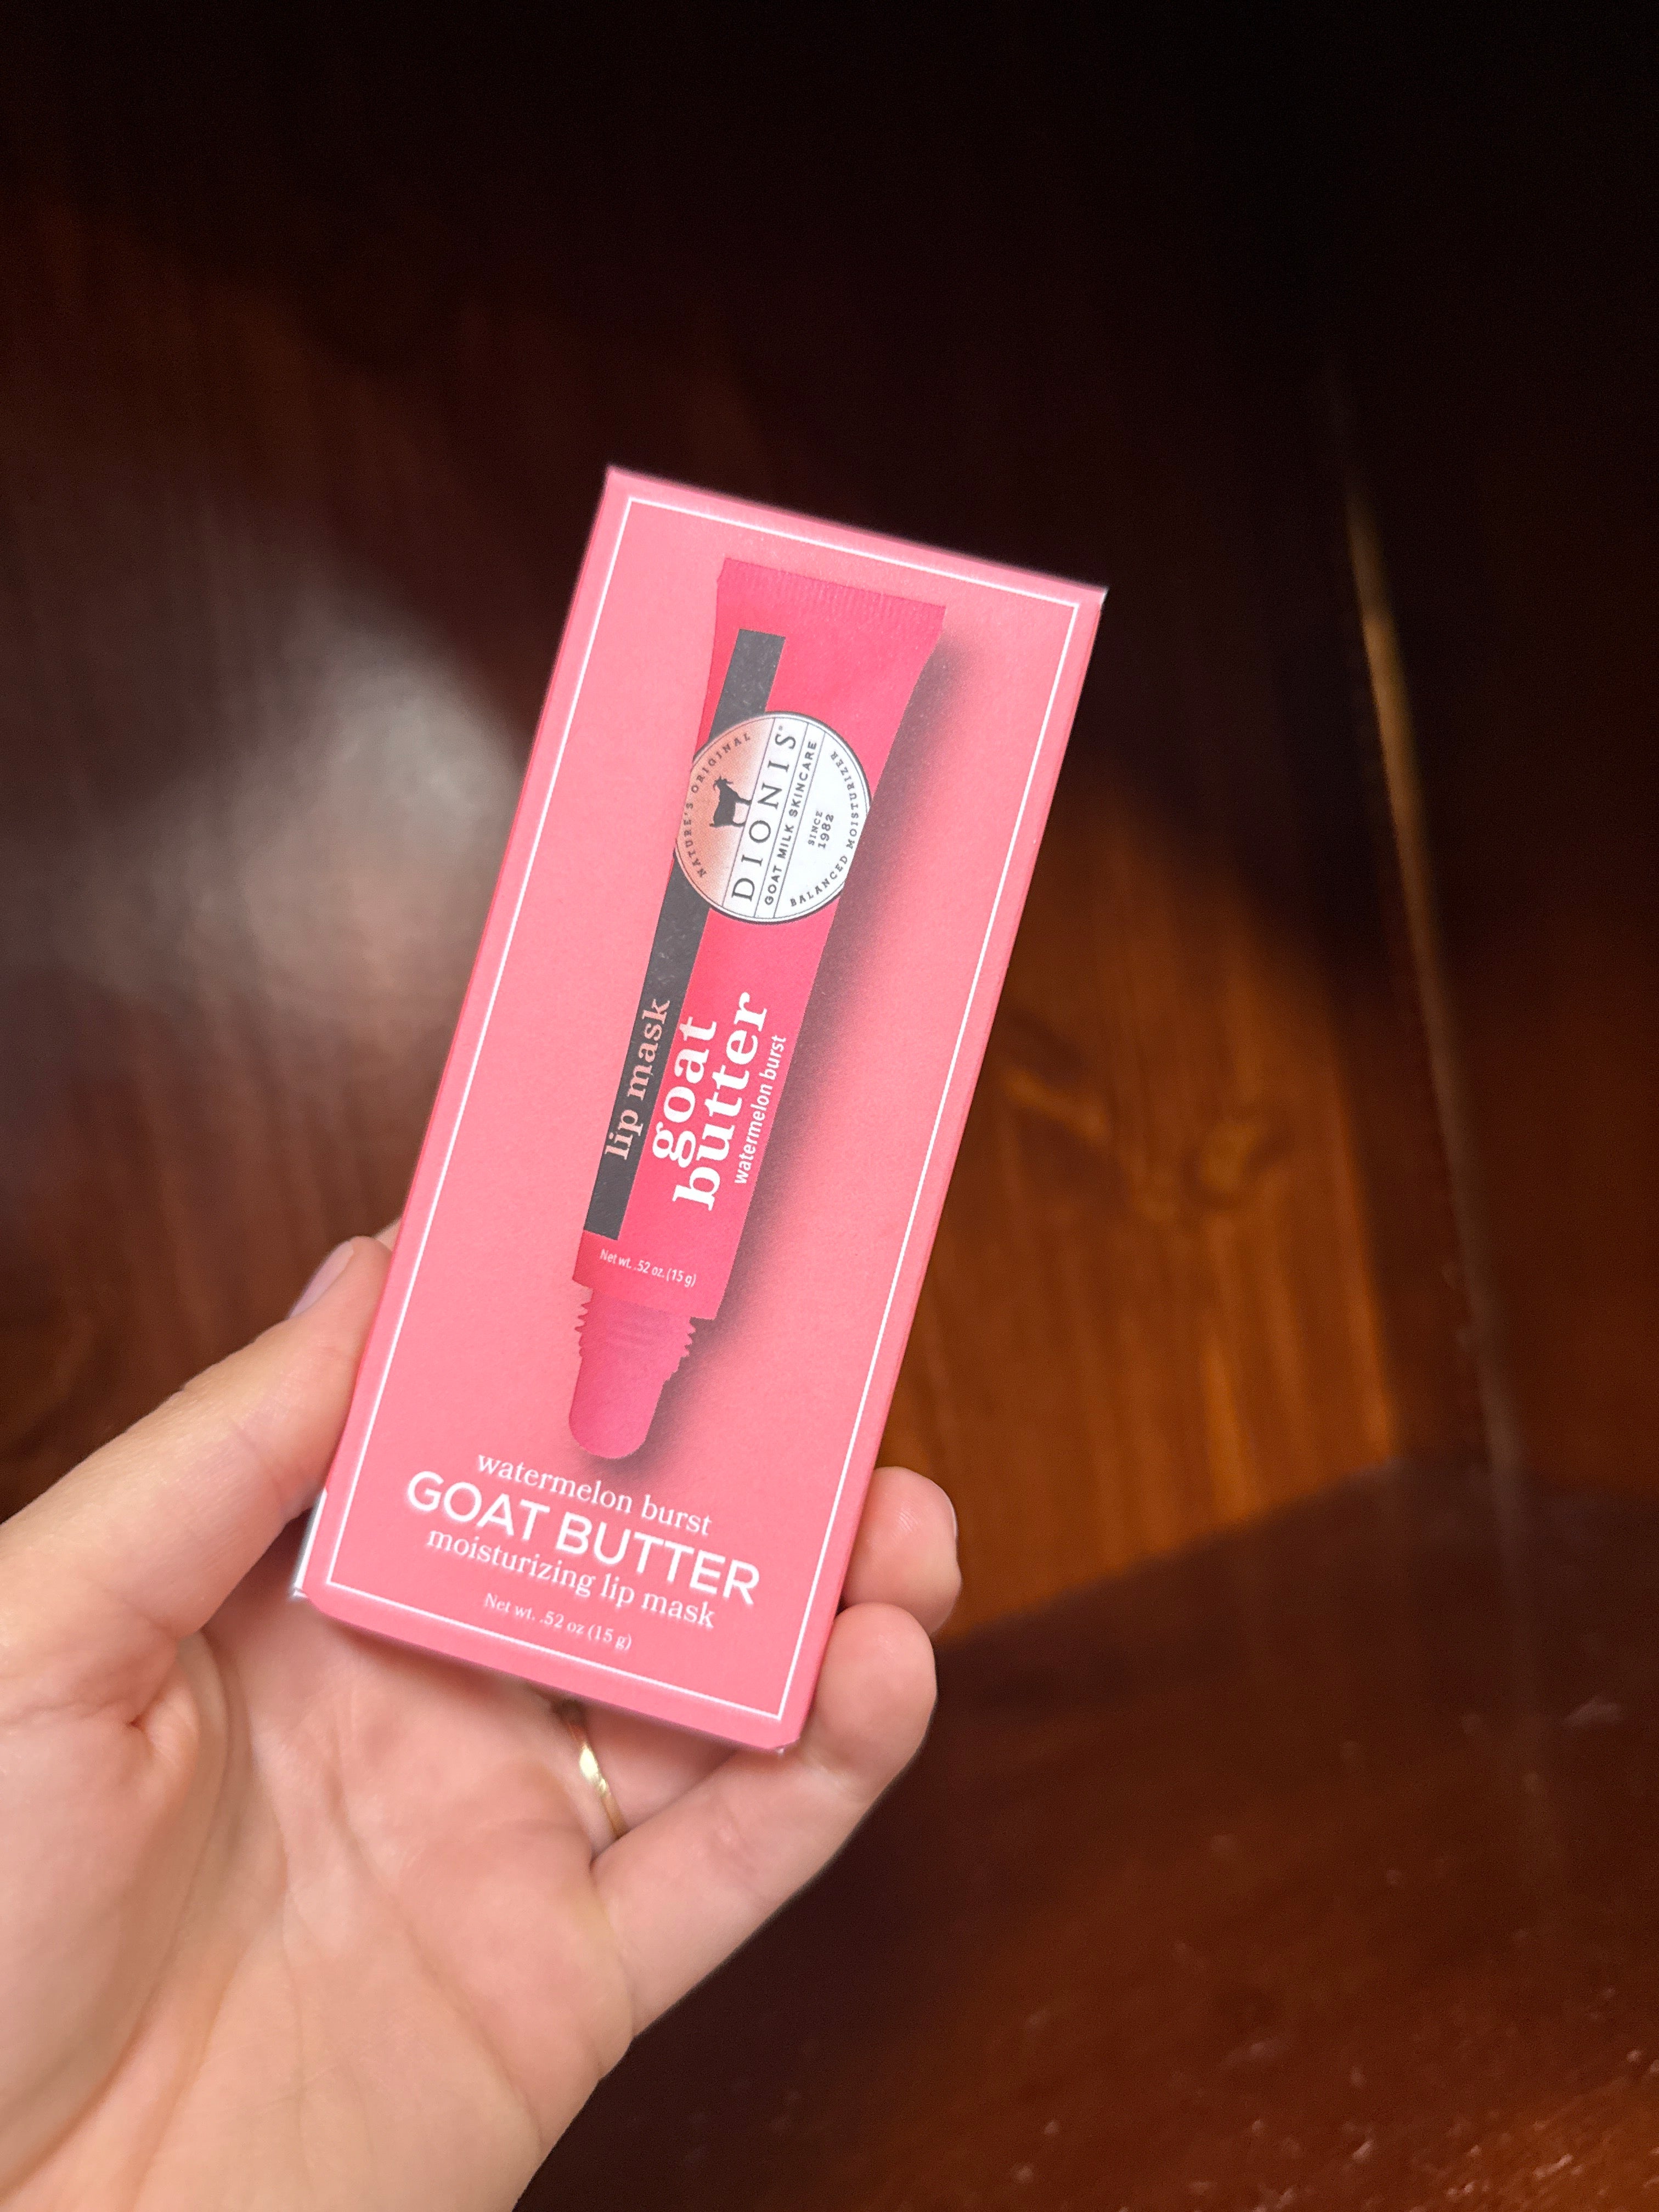 lip mask
NATURE'S ORIGINAL
DIONIS®
GOAT MILK SKINCARE
SINCE
1982
BALANCED MOISTURIZER
goat
butter
watermelon burst
Net wt. .52 oz. (15 g)
watermelon burst
GOAT BUTTER
moisturizing lip mask
Net wt. .52 oz (15 g)